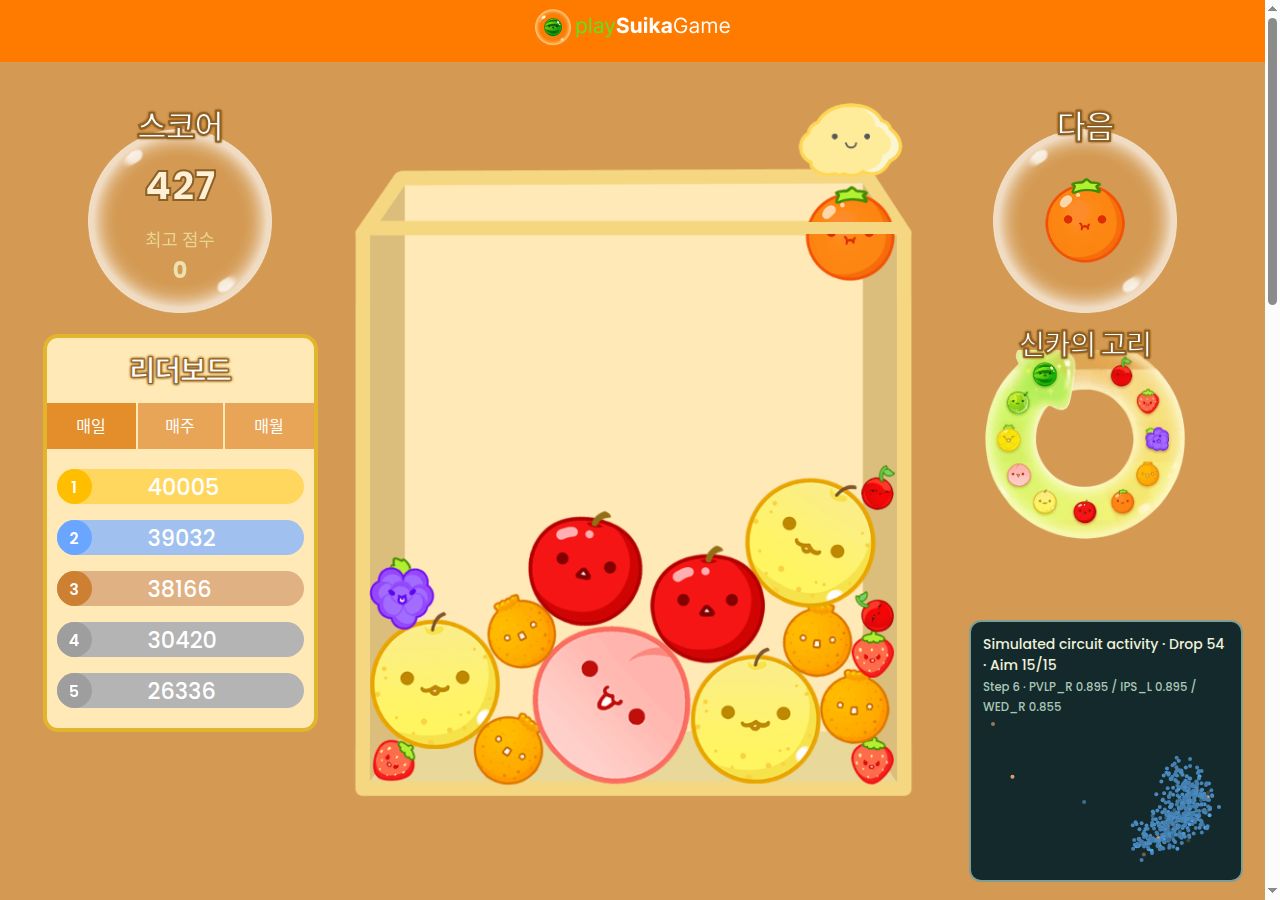 playSuikaGame
스코어
427
최고 점수
0
다음
리더보드
매일 매주 매월
1 40005
2 39032
3 38166
4 30420
5 26336
신카의 고리
Simulated circuit activity · Drop 54
· Aim 15/15
Step 6 · PVLP_R 0.895 / IPS_L 0.895 /
WED_R 0.855